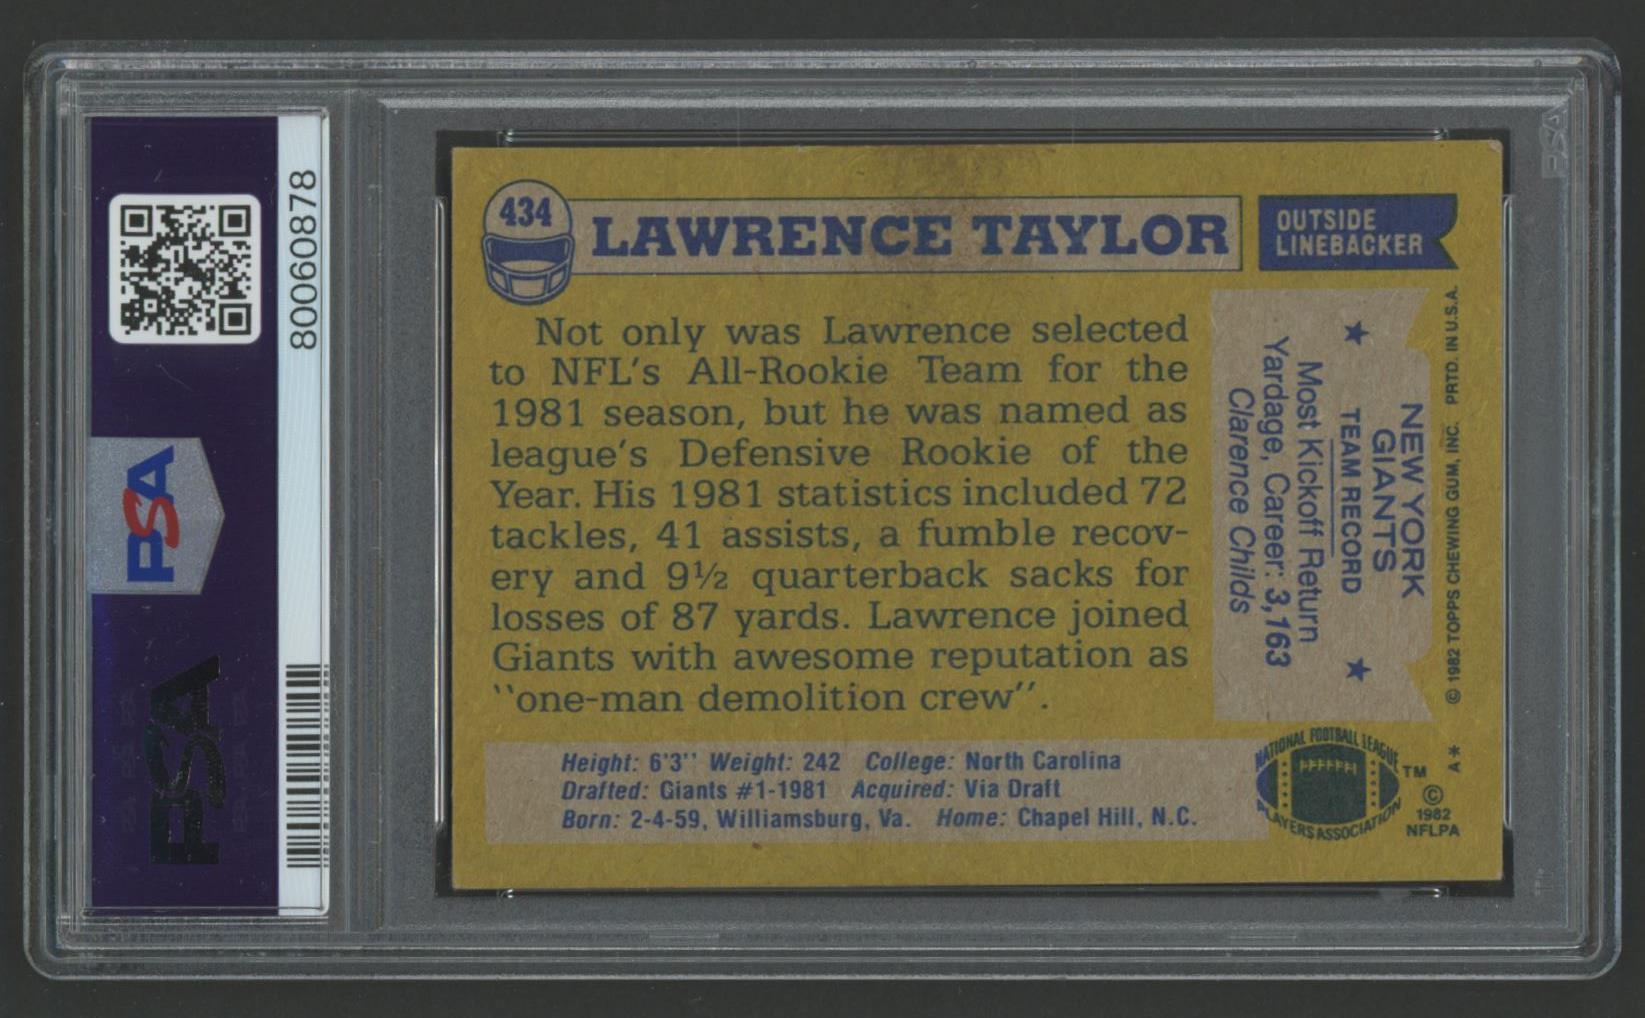 80060878
PSA
PSA
PSA
434
LAWRENCE TAYLOR
OUTSIDE
LINEBACKER
Not only was Lawrence selected
to NFL's All-Rookie Team for the
1981 season, but he was named as
league's Defensive Rookie of the
Year. His 1981 statistics included 72
tackles, 41 assists, a fumble recov-
ery and 9½ quarterback sacks for
losses of 87 yards. Lawrence joined
Giants with awesome reputation as
''one-man demolition crew''.
NEW YORK
GIANTS
★ TEAM RECORD ★
Most Kickoff Return
Yardage, Career: 3,163
Clarence Childs
© 1982 TOPPS CHEWING GUM, INC. PRTD. IN U.S.A.
A*
Height: 6'3'' Weight: 242 College: North Carolina
Drafted: Giants #1-1981 Acquired: Via Draft
Born: 2-4-59, Williamsburg, Va. Home: Chapel Hill, N.C.
NATIONAL FOOTBALL LEAGUE
PLAYERS ASSOCIATION
TM
©
1982
NFLPA